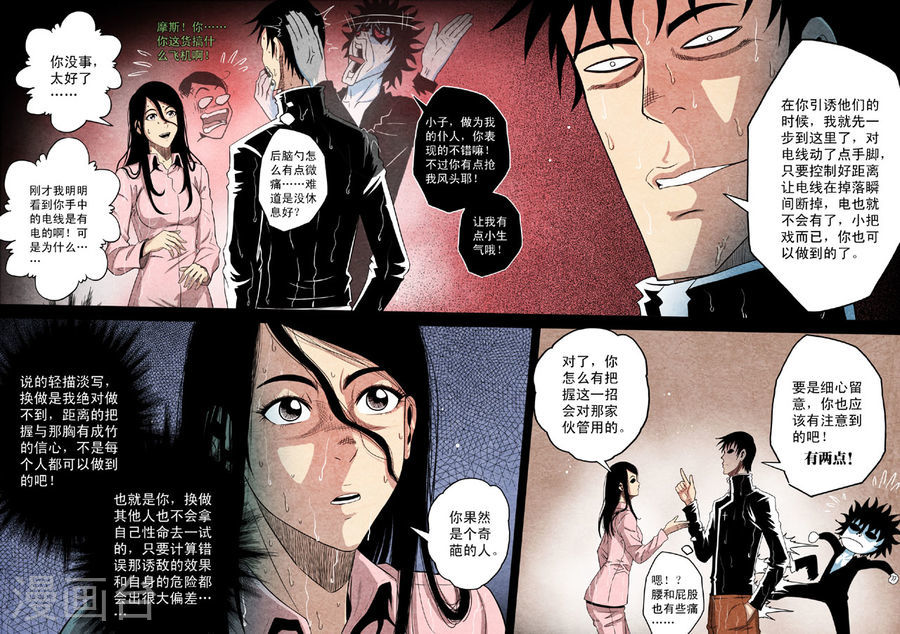 你没事，
太好了
……
摩斯！你……
你这货搞什
么飞机啊！
刚才我明明
看到你手中
的电线是有
电的啊！可
是为什么…
…
后脑勺怎
么有点微
痛……难
道是没休
息好？
小子，做为我
的仆人，你表
现的不错嘛！
不过你有点抢
我风头耶！
让我有
点小生
气哦！
在你引诱他们的
时候，我就先一
步到这里了，对
电线动了点手脚，
只要控制好距离
让电线在掉落瞬
间断掉，电也就
不会有了，小把
戏而已，你也可
以做到的了。
说的轻描淡写，
换做是我绝对做
不到，距离的把
握与那胸有成竹
的信心，不是每
个人都可以做到
的吧！
也就是你，换做
其他人也不会拿
自己性命去一试
的，只要计算错
误那诱敌的效果
和自身的危险都
会出很大偏差…
……
你果然
是个奇
葩的人。
对了，你
怎么有把
握这一招
会对那家
伙管用的。
要是细心留
意，你也应
该有注意到
的吧！
有两点！
嗯！？
腰和屁股
也有些痛
……
漫画台